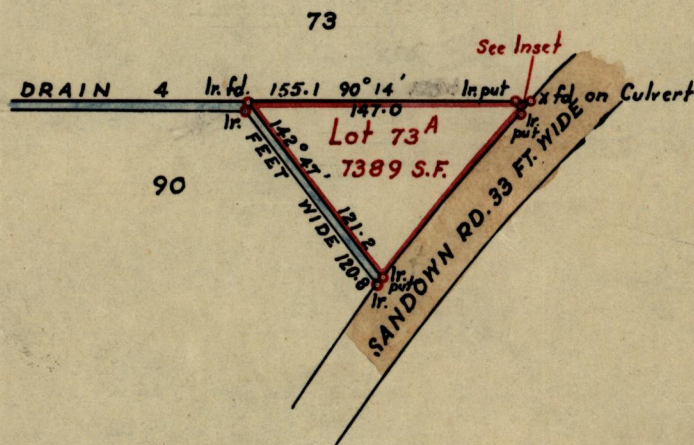 73
See Inset
DRAIN 4 Ir. fd. 155.1 90° 14' Ir. put x fd. on Culvert
147.0
Ir. Ir. put
Lot 73A
7389 S.F.
142° 47'
FEET WIDE
90
121.2
120.8
Ir. put
Ir.
SANDOWN RD. 33 FT. WIDE